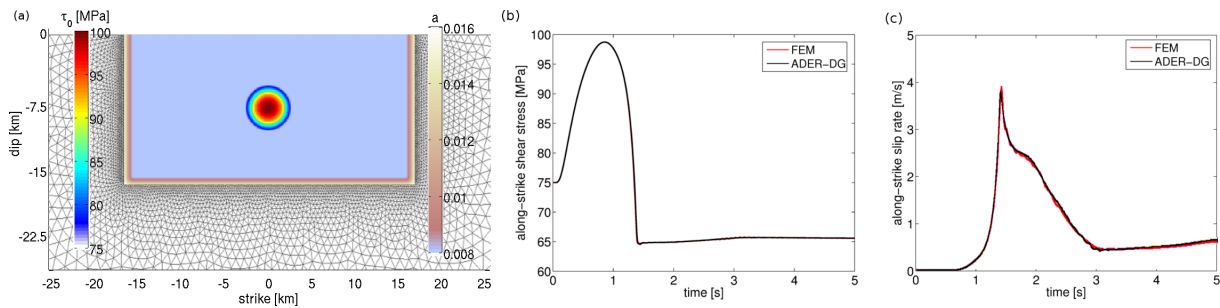 (a)
τ0 [MPa]
a
100
95
90
85
80
75
0.016
0.014
0.012
0.01
0.008
0
-7.5
-15
-22.5
dip [km]
-25 -20 -15 -10 -5 0 5 10 15 20 25
strike [km]
(b)
100
95
90
85
80
75
70
65
60
along-strike shear stress [MPa]
FEM
ADER-DG
0 1 2 3 4 5
time [s]
(c)
5
4
3
2
1
0
along-strike slip rate [m/s]
FEM
ADER-DG
0 1 2 3 4 5
time [s]